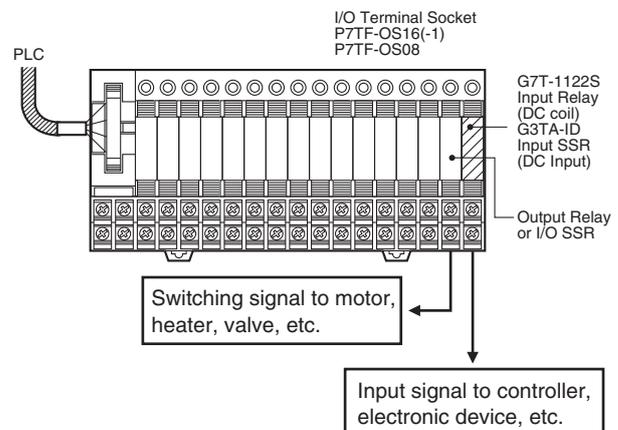 I/O Terminal Socket
P7TF-OS16(-1)
P7TF-OS08
PLC
G7T-1122S
Input Relay
(DC coil)
G3TA-ID
Input SSR
(DC Input)
Output Relay
or I/O SSR
Switching signal to motor,
heater, valve, etc.
Input signal to controller,
electronic device, etc.